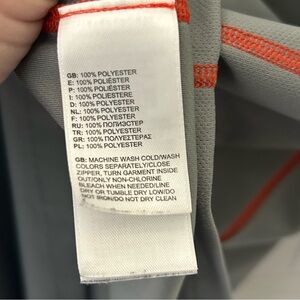 GB: 100% POLYESTER
E: 100% POLIÉSTER
P: 100% POLIÉSTER
I: 100% POLIESTERE
D: 100% POLYESTER
NL: 100% POLYESTER
F: 100% POLYESTER
RU: 100% ПОЛИЭСТЕР
TR: 100% POLYESTER
GR: 100% ΠΟΛΥΕΣΤΕΡΑΣ
PL: 100% POLYESTER
GB: MACHINE WASH COLD/WASH
COLORS SEPARATELY/CLOSE
ZIPPER, TURN GARMENT INSIDE
OUT/ONLY NON-CHLORINE
BLEACH WHEN NEEDED/LINE
DRY OR TUMBLE DRY LOW/DO
NOT IRON/DO NOT DRY CLEAN